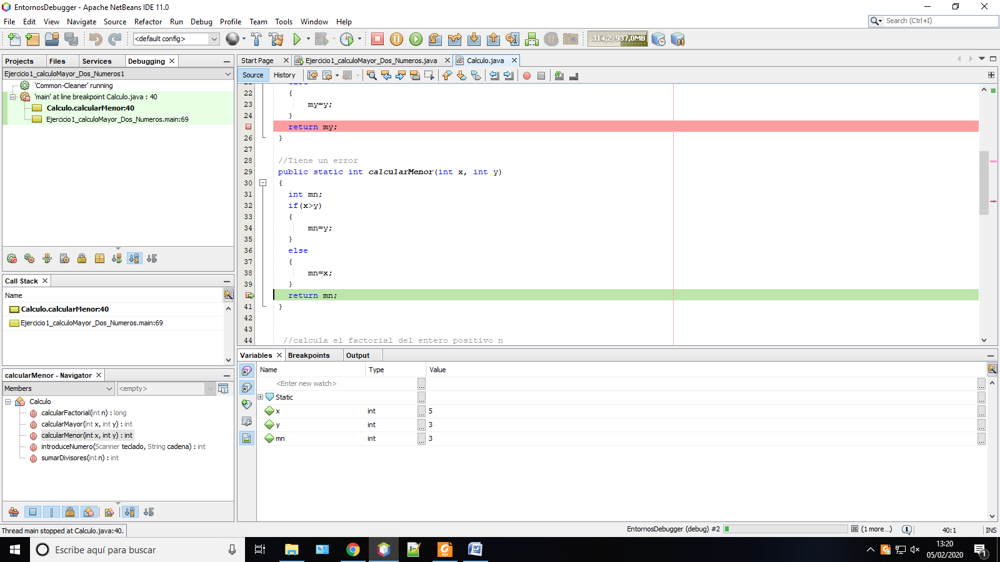 EntornosDebugger - Apache NetBeans IDE 11.0
File Edit View Navigate Source Refactor Run Debug Profile Team Tools Window Help
Search (Ctrl+I)
<default config>
314,2/937,0MB
Projects Files Services Debugging
Ejercicio1_calculoMayor_Dos_Numeros1
'Common-Cleaner' running
'main' at line breakpoint Calculo.java : 40
Calculo.calcularMenor:40
Ejercicio1_calculoMayor_Dos_Numeros.main:69
Call Stack
Name
Calculo.calcularMenor:40
Ejercicio1_calculoMayor_Dos_Numeros.main:69
calcularMenor - Navigator
Members
<empty>
Calculo
calcularFactorial(int n) : long
calcularMayor(int x, int y) : int
calcularMenor(int x, int y) : int
introduceNumero(Scanner teclado, String cadena) : int
sumarDivisores(int n) : int
Start Page Ejercicio1_calculoMayor_Dos_Numeros.java Calculo.java
Source History
22 {
23 my=y;
24 }
return my;
26 }
27
28 //Tiene un error
29 public static int calcularMenor(int x, int y)
30 {
31 int mn;
32 if(x>y)
33 {
34 mn=y;
35 }
36 else
37 {
38 mn=x;
39 }
return mn;
41 }
42
43
44 //calcula el factorial del entero positivo n
Variables Breakpoints Output
Name Type Value
<Enter new watch>
Static
x int 5
y int 3
mn int 3
Thread main stopped at Calculo.java:40.
EntornosDebugger (debug) #2
(1 more...)
1
40:1
INS
Escribe aquí para buscar
13:20
05/02/2020
1